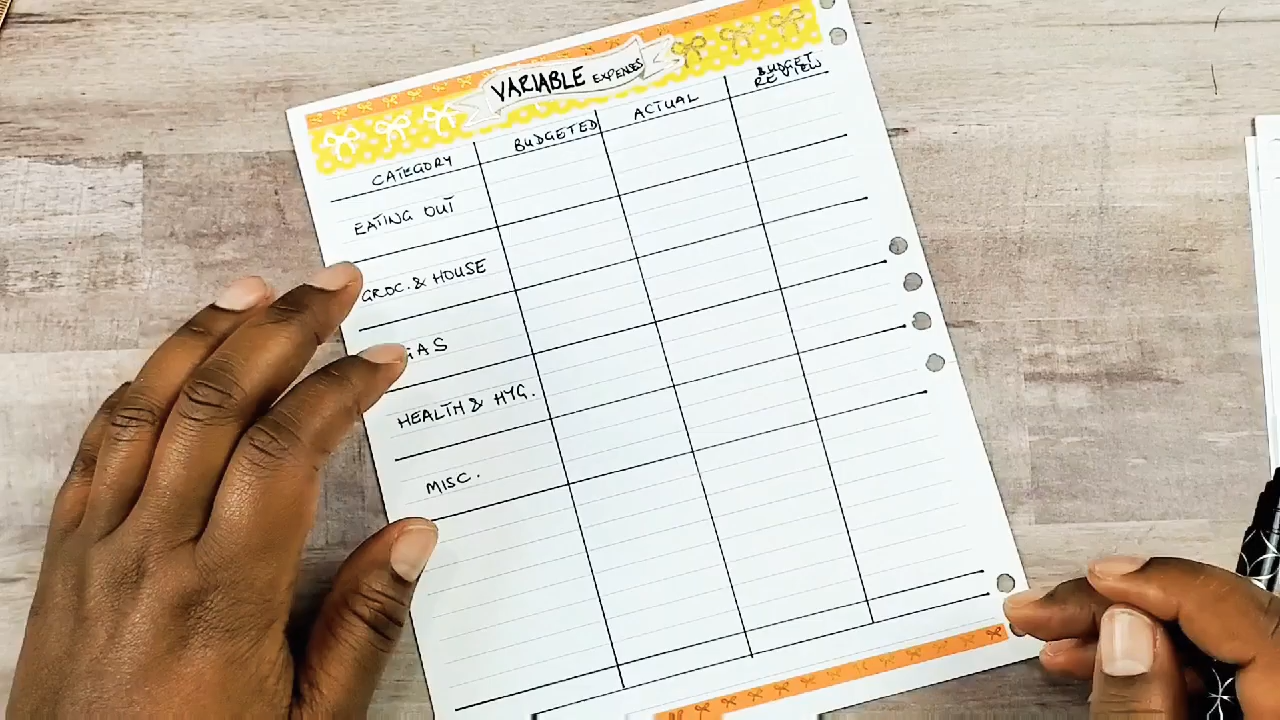 VARIABLE EXPENSES
CATEGORY BUDGETED ACTUAL BUDGET REVIEW
EATING OUT
GROC. & HOUSE
GAS
HEALTH & HYG.
MISC.